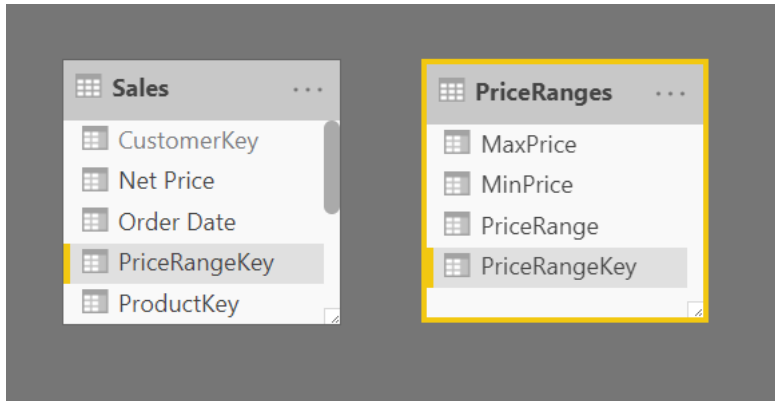 Sales
CustomerKey
Net Price
Order Date
PriceRangeKey
ProductKey
PriceRanges
MaxPrice
MinPrice
PriceRange
PriceRangeKey